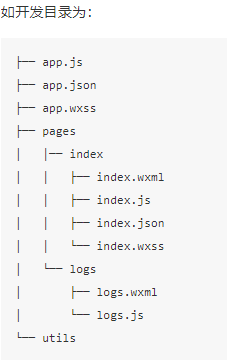 如开发目录为：
├── app.js
├── app.json
├── app.wxss
├── pages
│   │── index
│   │   ├── index.wxml
│   │   ├── index.js
│   │   ├── index.json
│   │   └── index.wxss
│   └── logs
│       ├── logs.wxml
│       └── logs.js
└── utils